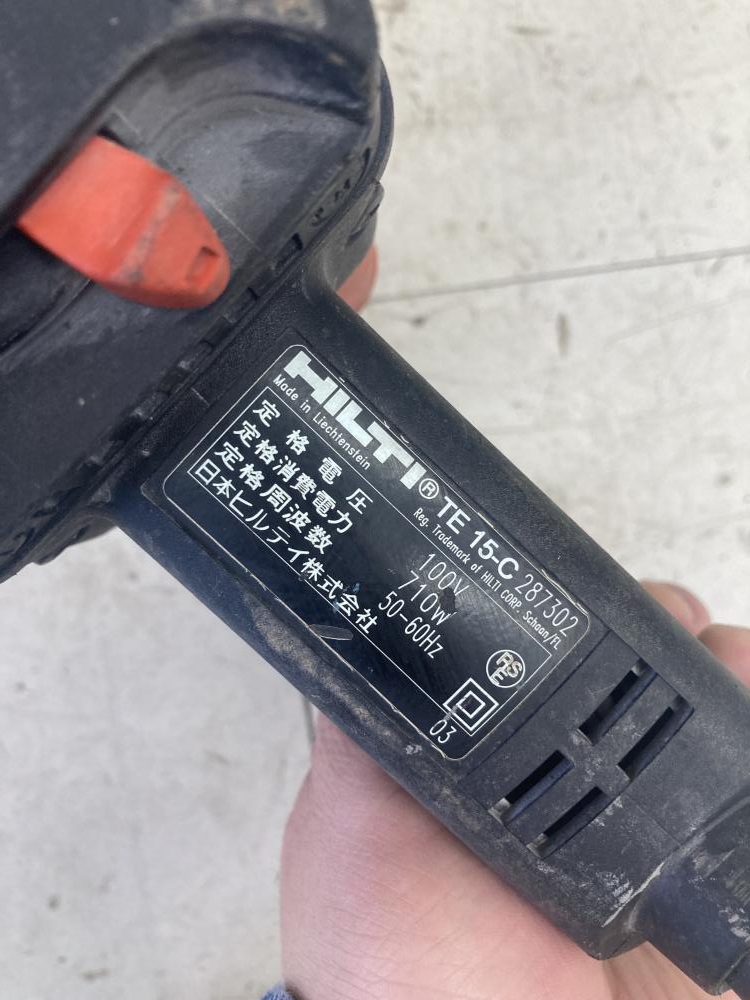 HILTI® TE 15-C 287302
Made in Liechtenstein
Reg. Trademark of HILTI CORP. Schaan/FL
定格電圧 100V
定格消費電力 710W
定格周波数 50-60Hz
日本ヒルティ株式会社
RS
E
03